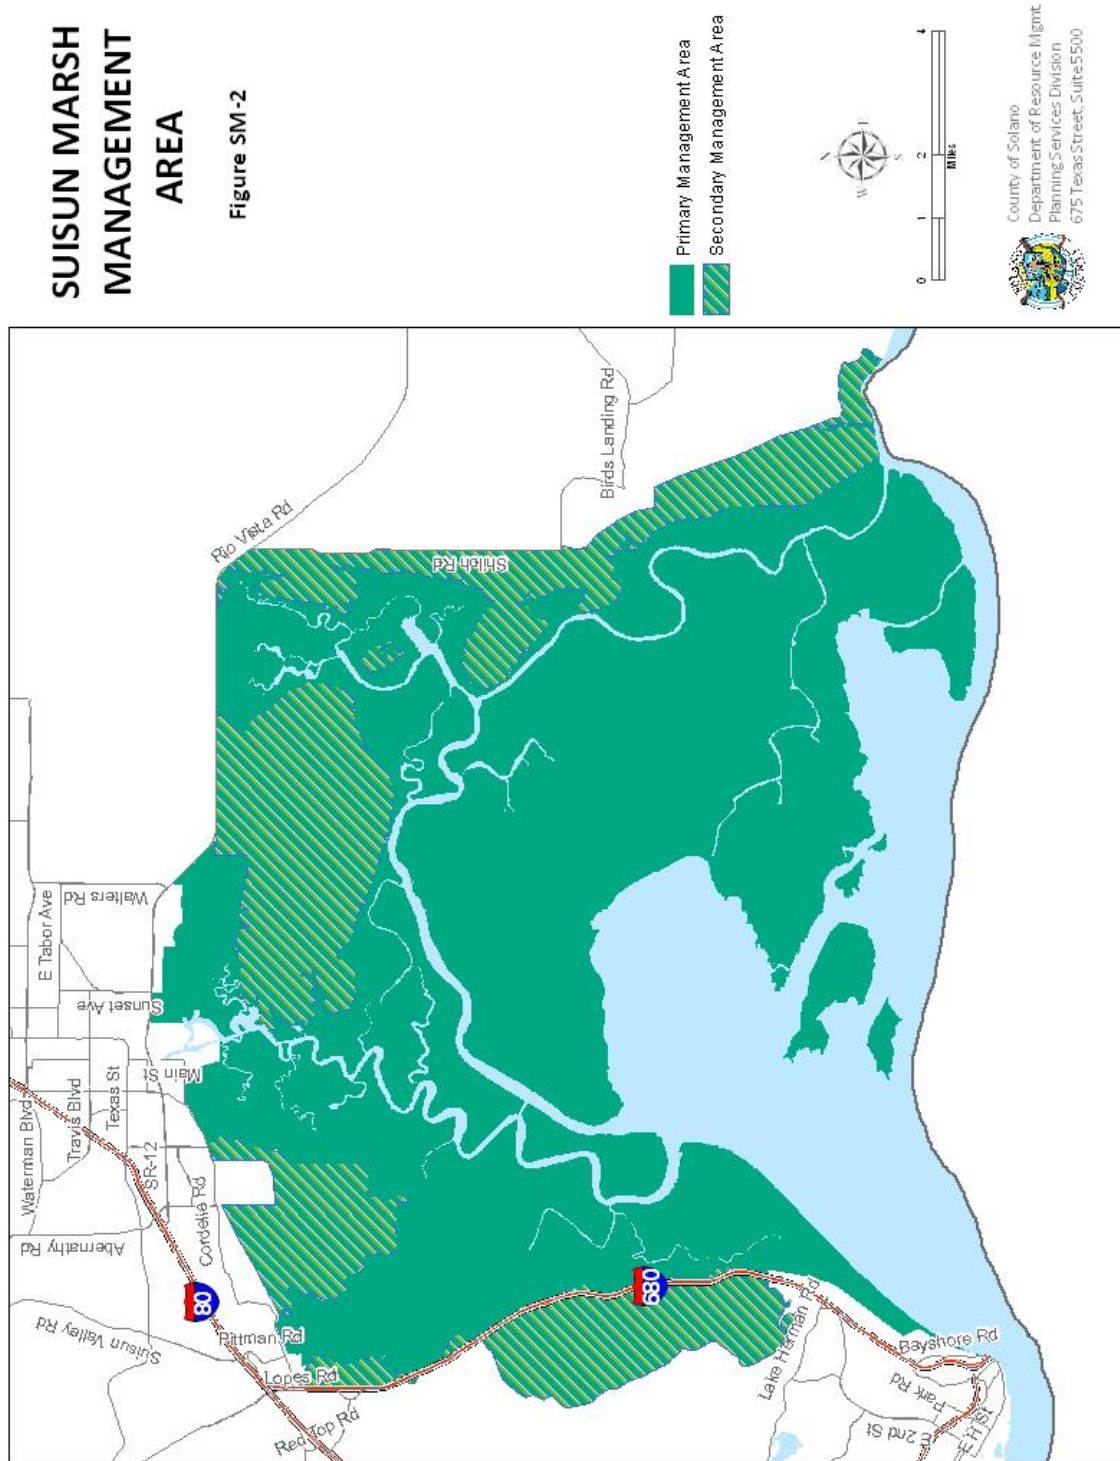 SUISUN MARSH
MANAGEMENT
AREA
Figure SM-2
Primary Management Area
Secondary Management Area
N
W
E
S
0 1 2 4
Miles
County of Solano
Department of Resource Mgmt
Planning Services Division
675 Texas Street, Suite 5500
Rio Vista Rd
Birds Landing Rd
Shiloh Rd
E Tabor Ave
Walters Rd
Sunset Ave
Main St
Waterman Blvd
Travis Blvd
Texas St
SR-12
Cordelia Rd
Abernathy Rd
80
Suisun Valley Rd
Pittman Rd
Lopes Rd
Red Top Rd
680
Lake Herman Rd
Bayshore Rd
Park Rd
E 2nd St
E H St